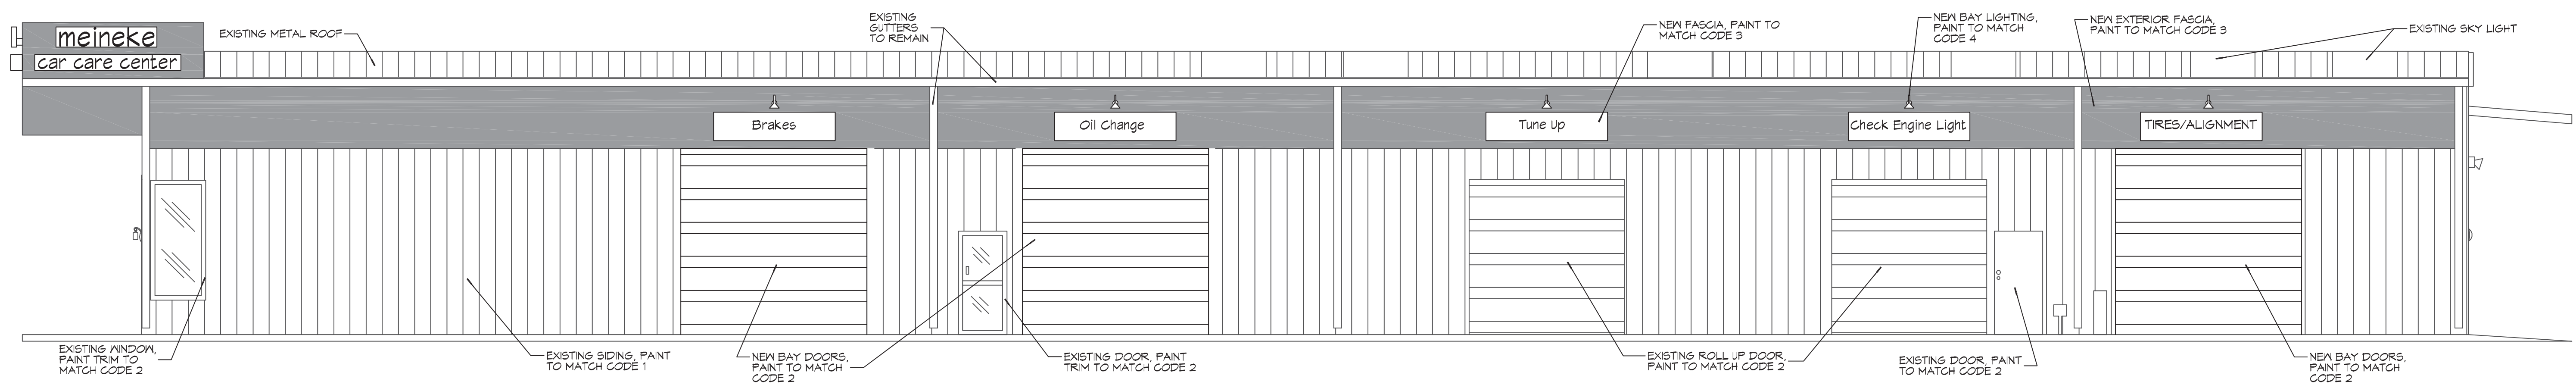 meineke
car care center
EXISTING METAL ROOF
EXISTING
GUTTERS
TO REMAIN
NEW FASCIA, PAINT TO
MATCH CODE 3
NEW BAY LIGHTING,
PAINT TO MATCH
CODE 4
NEW EXTERIOR FASCIA,
PAINT TO MATCH CODE 3
EXISTING SKY LIGHT
Brakes
Oil Change
Tune Up
Check Engine Light
TIRES/ALIGNMENT
EXISTING WINDOW,
PAINT TRIM TO
MATCH CODE 2
EXISTING SIDING, PAINT
TO MATCH CODE 1
NEW BAY DOORS,
PAINT TO MATCH
CODE 2
EXISTING DOOR, PAINT
TRIM TO MATCH CODE 2
EXISTING ROLL UP DOOR,
PAINT TO MATCH CODE 2
EXISTING DOOR, PAINT
TO MATCH CODE 2
NEW BAY DOORS,
PAINT TO MATCH
CODE 2